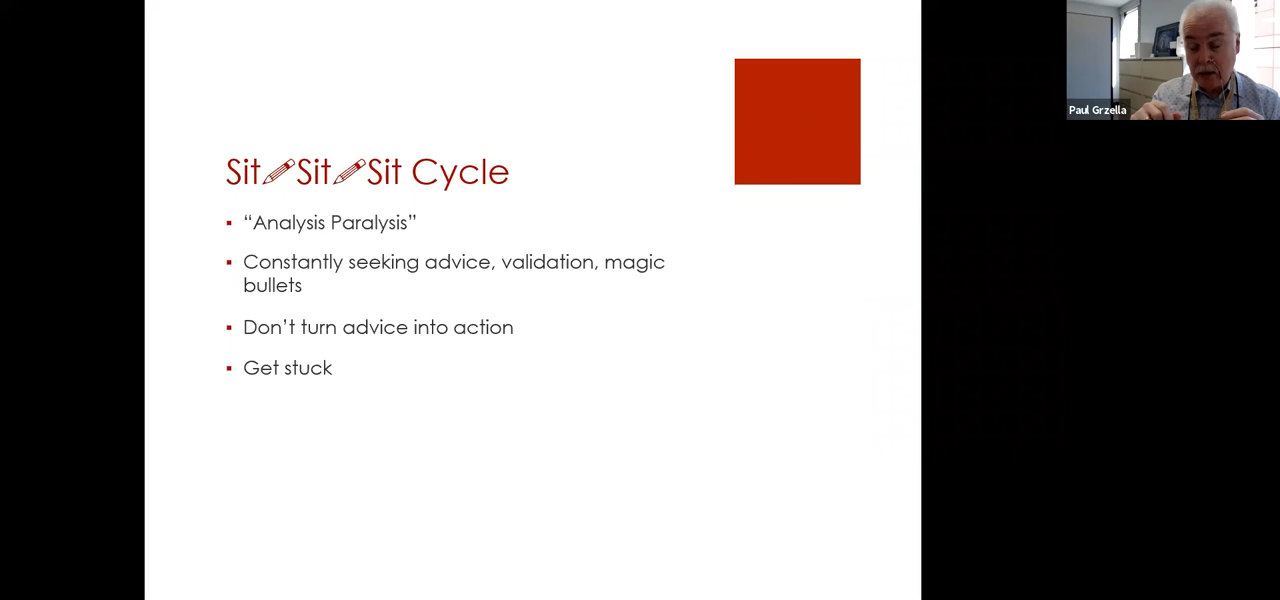 Sit✏Sit✏Sit Cycle
▪ “Analysis Paralysis”
▪ Constantly seeking advice, validation, magic
bullets
▪ Don’t turn advice into action
▪ Get stuck
Paul Grzella